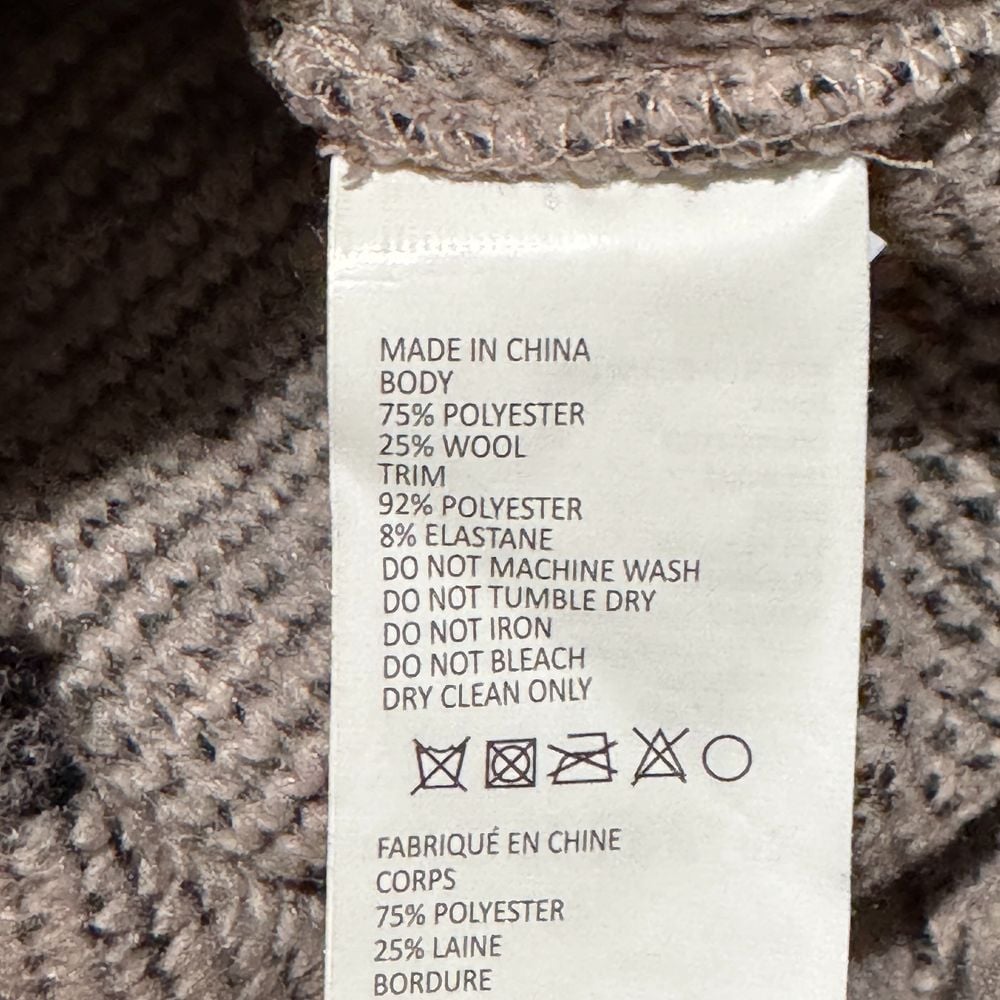 MADE IN CHINA
BODY
75% POLYESTER
25% WOOL
TRIM
92% POLYESTER
8% ELASTANE
DO NOT MACHINE WASH
DO NOT TUMBLE DRY
DO NOT IRON
DO NOT BLEACH
DRY CLEAN ONLY
FABRIQUÉ EN CHINE
CORPS
75% POLYESTER
25% LAINE
BORDURE